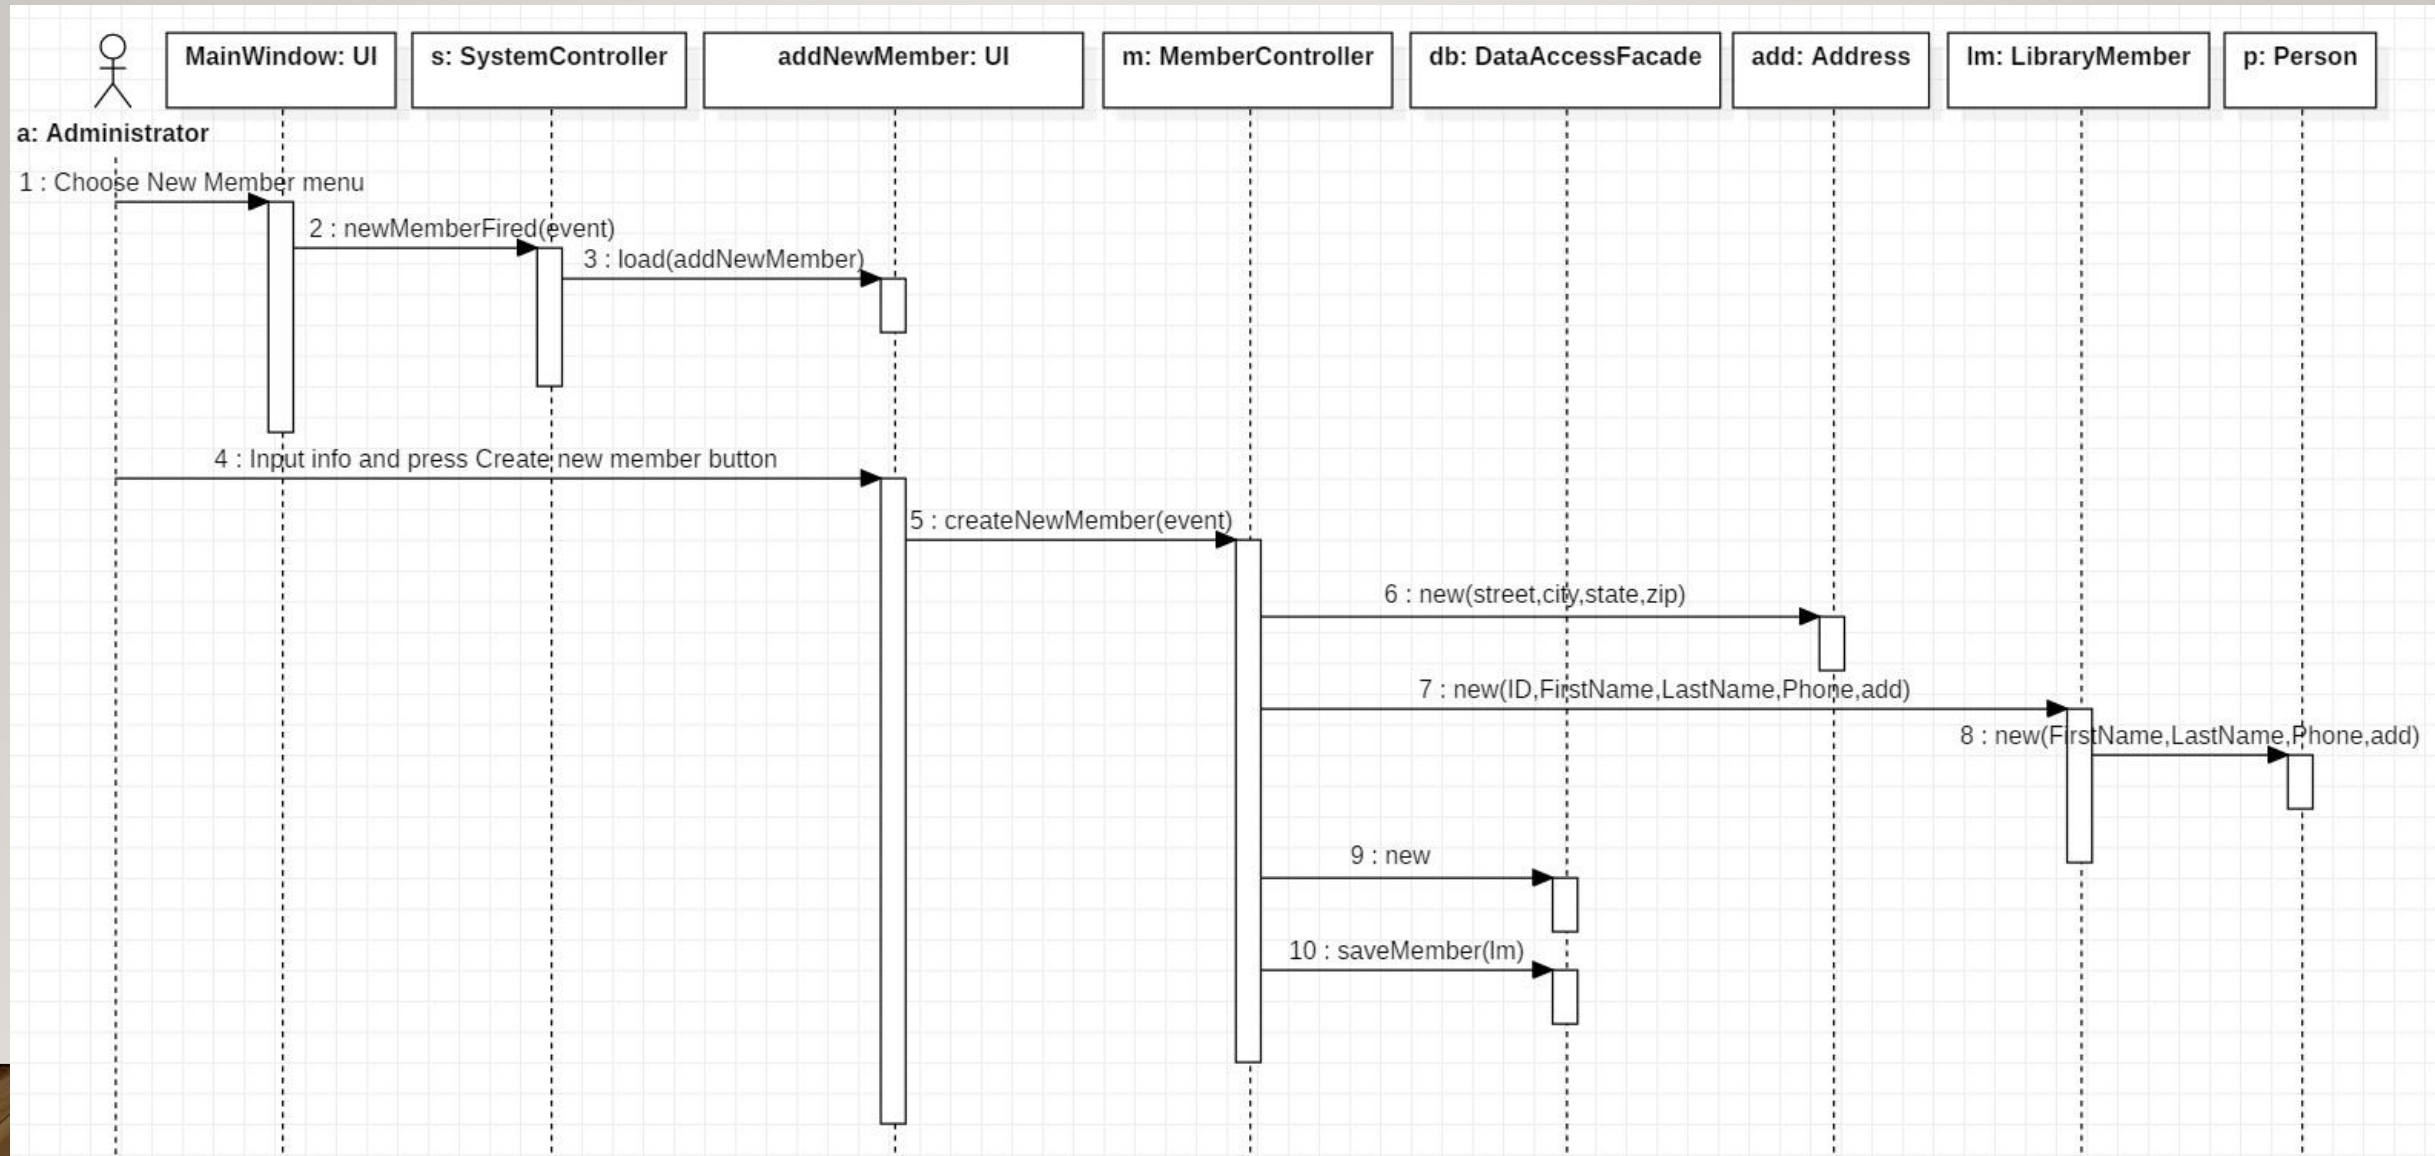 MainWindow: UI
s: SystemController
addNewMember: UI
m: MemberController
db: DataAccessFacade
add: Address
lm: LibraryMember
p: Person
a: Administrator
1 : Choose New Member menu
2 : newMemberFired(event)
3 : load(addNewMember)
4 : Input info and press Create new member button
5 : createNewMember(event)
6 : new(street,city,state,zip)
7 : new(ID,FirstName,LastName,Phone,add)
8 : new(FirstName,LastName,Phone,add)
9 : new
10 : saveMember(lm)